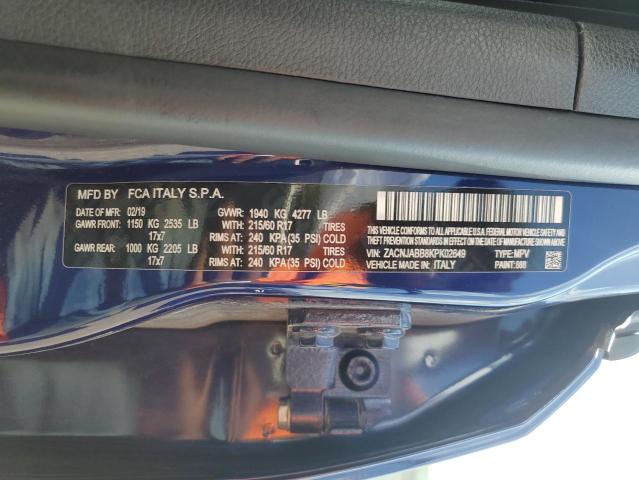 MFD BY FCA ITALY S.P.A.
DATE OF MFR: 02/19 GVWR: 1940 KG 4277 LB
GAWR FRONT: 1150 KG 2535 LB WITH: 215/60 R17 TIRES
17x7 RIMS AT: 240 KPA (35 PSI) COLD
GAWR REAR: 1000 KG 2205 LB WITH: 215/60 R17 TIRES
17x7 RIMS AT: 240 KPA (35 PSI) COLD
THIS VEHICLE CONFORMS TO ALL APPLICABLE U.S.A.
FEDERAL MOTOR VEHICLE SAFETY, BUMPER AND
THEFT PREVENTION STANDARDS IN EFFECT ON THE
DATE OF MANUFACTURE SHOWN ABOVE.
VIN: ZACNJABB8KPK02649 TYPE: MPV
VEHICLE MADE IN: ITALY PAINT: 888